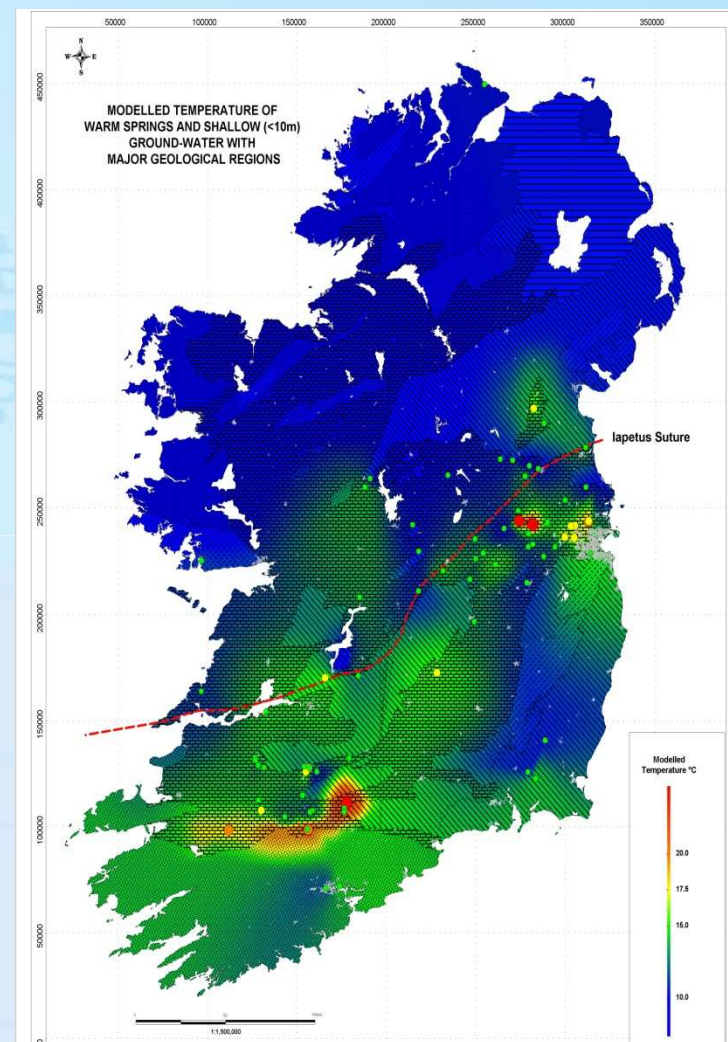 50000 100000 150000 200000 250000 300000 350000
N
W E
S
MODELLED TEMPERATURE OF
WARM SPRINGS AND SHALLOW (<10m)
GROUND-WATER WITH
MAJOR GEOLOGICAL REGIONS
450000
400000
350000
300000
Iapetus Suture
250000
200000
150000
Modelled
Temperature °C
20.0
17.5
15.0
10.0
100000
50000
0
1:1,500,000